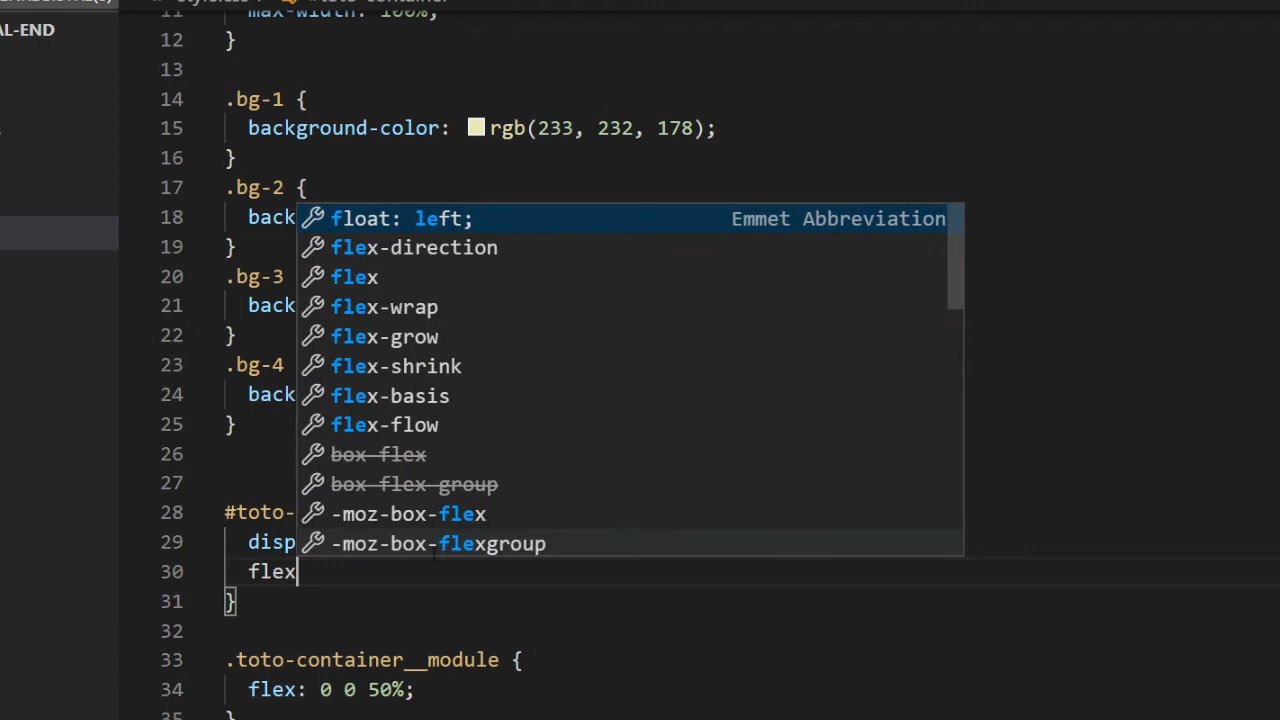 AL-END
11 max-width: 100%;
12 }
13
14 .bg-1 {
15 background-color: rgb(233, 232, 178);
16 }
17 .bg-2 {
18 back
19 }
20 .bg-3
21 back
22 }
23 .bg-4
24 back
25 }
26
27
28 #toto-
29 disp
30 flex
31 }
32
33 .toto-container__module {
34 flex: 0 0 50%;
35 }
float: left; Emmet Abbreviation
flex-direction
flex
flex-wrap
flex-grow
flex-shrink
flex-basis
flex-flow
box-flex
box-flex-group
-moz-box-flex
-moz-box-flexgroup